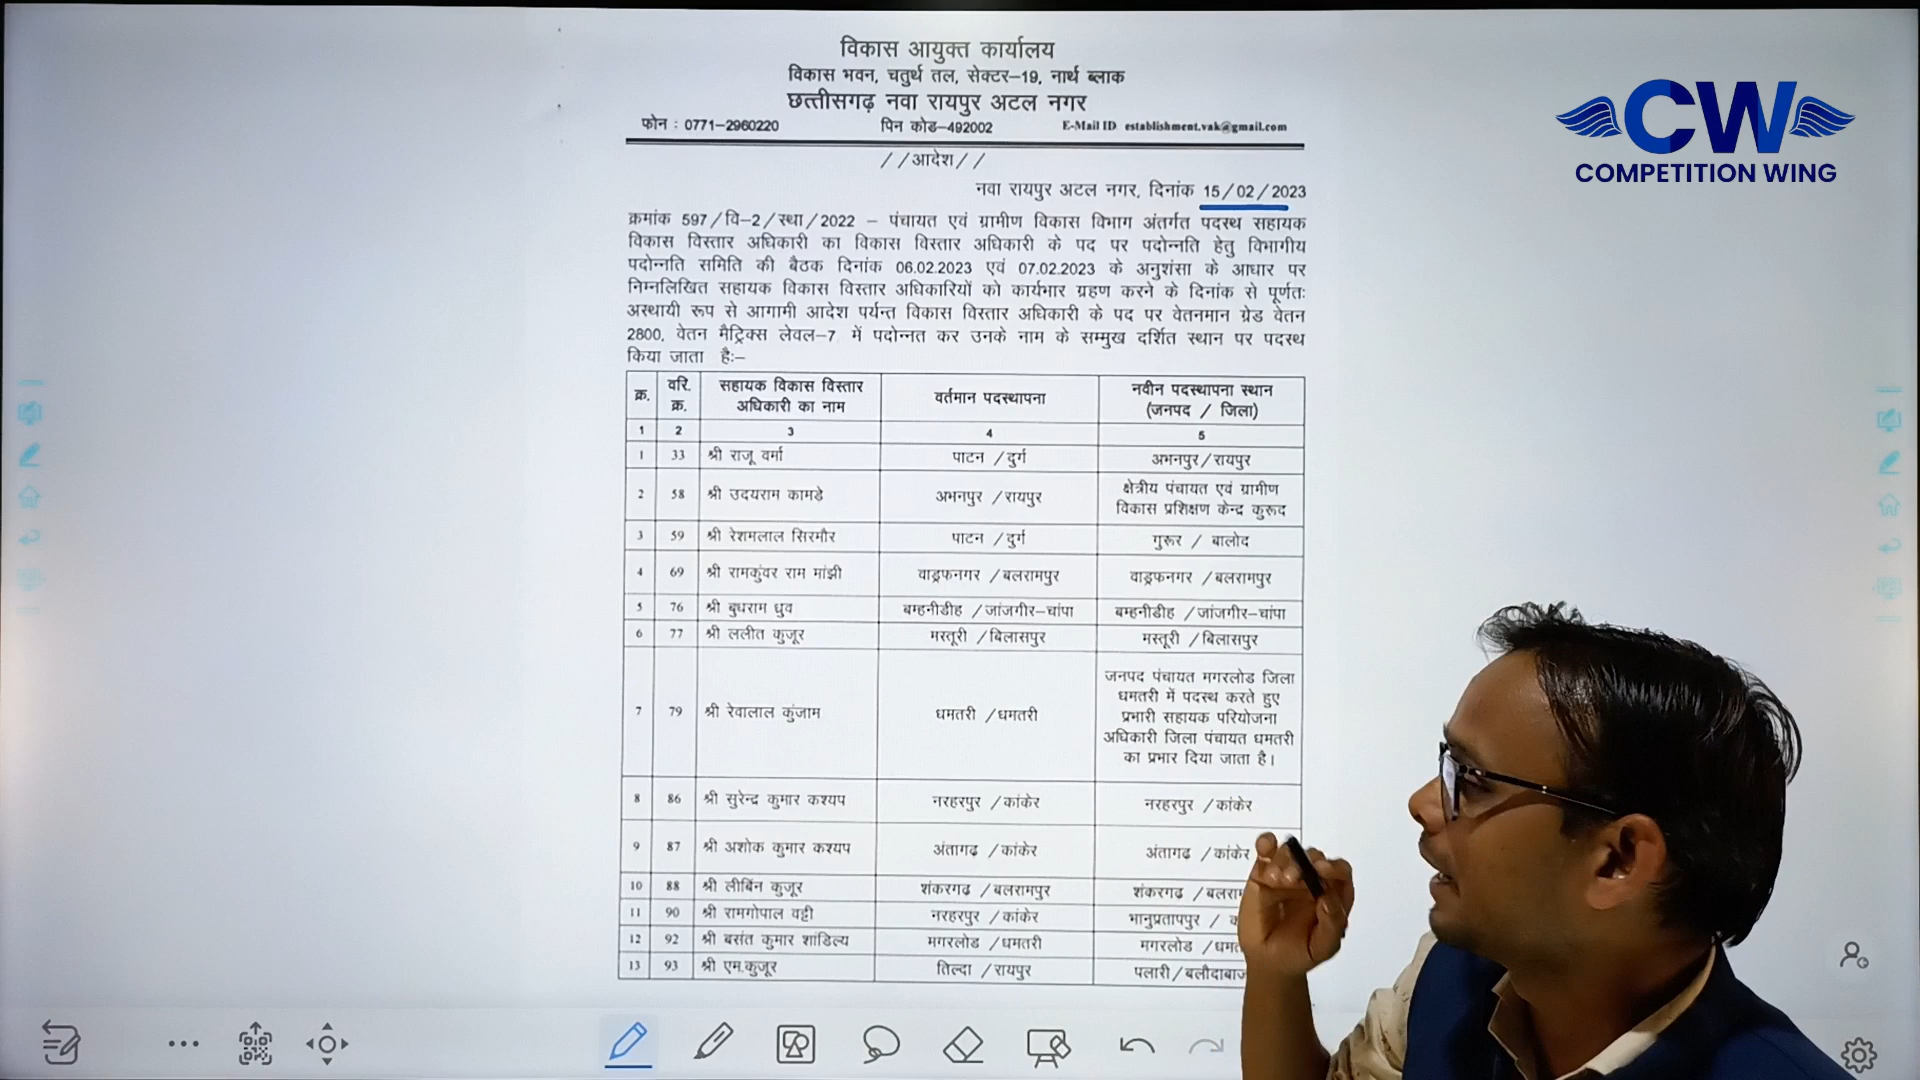 विकास आयुक्त कार्यालय
विकास भवन, चतुर्थ तल, सेक्टर–19, नार्थ ब्लाक
छत्तीसगढ़ नवा रायपुर अटल नगर
फोन : 0771–2960220 पिन कोड–492002 E-Mail ID establishment.vak@gmail.com
//आदेश//
नवा रायपुर अटल नगर, दिनांक 15/02/2023
क्रमांक 597/वि–2/स्था/2022 – पंचायत एवं ग्रामीण विकास विभाग अंतर्गत पदस्थ सहायक
विकास विस्तार अधिकारी का विकास विस्तार अधिकारी के पद पर पदोन्नति हेतु विभागीय
पदोन्नति समिति की बैठक दिनांक 06.02.2023 एवं 07.02.2023 के अनुशंसा के आधार पर
निम्नलिखित सहायक विकास विस्तार अधिकारियों को कार्यभार ग्रहण करने के दिनांक से पूर्णतः
अस्थायी रूप से आगामी आदेश पर्यन्त विकास विस्तार अधिकारी के पद पर वेतनमान ग्रेड वेतन
2800, वेतन मैट्रिक्स लेवल–7 में पदोन्नत कर उनके नाम के सम्मुख दर्शित स्थान पर पदस्थ
किया जाता हैः–
क्र. वरि. क्र. सहायक विकास विस्तार अधिकारी का नाम वर्तमान पदस्थापना नवीन पदस्थापना स्थान (जनपद / जिला)
1 2 3 4 5
1 33 श्री राजू वर्मा पाटन /दुर्ग अभनपुर/रायपुर
2 58 श्री उदयराम कामडे अभनपुर /रायपुर क्षेत्रीय पंचायत एवं ग्रामीण
विकास प्रशिक्षण केन्द्र कुरूद
3 59 श्री रेशमलाल सिरमौर पाटन /दुर्ग गुरूर / बालोद
4 69 श्री रामकुंवर राम मांझी वाड्रफनगर /बलरामपुर वाड्रफनगर /बलरामपुर
5 76 श्री बुधराम ध्रुव बम्हनीडीह /जांजगीर–चांपा बम्हनीडीह /जांजगीर–चांपा
6 77 श्री ललीत कुजूर मस्तूरी /बिलासपुर मस्तूरी /बिलासपुर
7 79 श्री रेवालाल कुंजाम धमतरी /धमतरी जनपद पंचायत मगरलोड जिला
धमतरी में पदस्थ करते हुए
प्रभारी सहायक परियोजना
अधिकारी जिला पंचायत धमतरी
का प्रभार दिया जाता है।
8 86 श्री सुरेन्द्र कुमार कश्यप नरहरपुर /कांकेर नरहरपुर /कांकेर
9 87 श्री अशोक कुमार कश्यप अंतागढ़ /कांकेर अंतागढ़ /कांकेर
10 88 श्री लीबिंन कुजूर शंकरगढ़ /बलरामपुर शंकरगढ़ /बलराम
11 90 श्री रामगोपाल वट्टी नरहरपुर /कांकेर भानुप्रतापपुर /
12 92 श्री बसंत कुमार शांडिल्य मगरलोड /धमतरी मगरलोड /धमत
13 93 श्री एम.कुजूर तिल्दा /रायपुर पलारी/बलौदाबाज
CW
COMPETITION WING